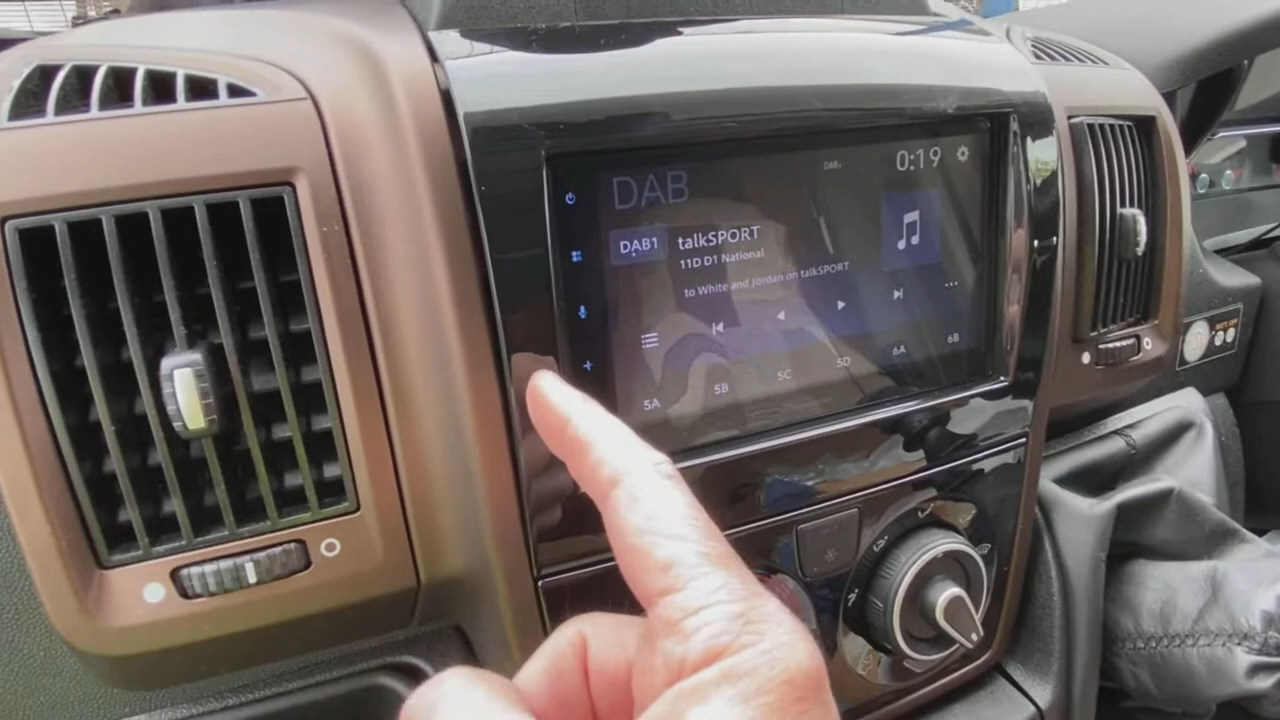 DAB+
0:19
DAB
DAB1
talkSPORT
11D D1 National
to White and Jordan on talkSPORT
5A
5B
5C
5D
6A
6B